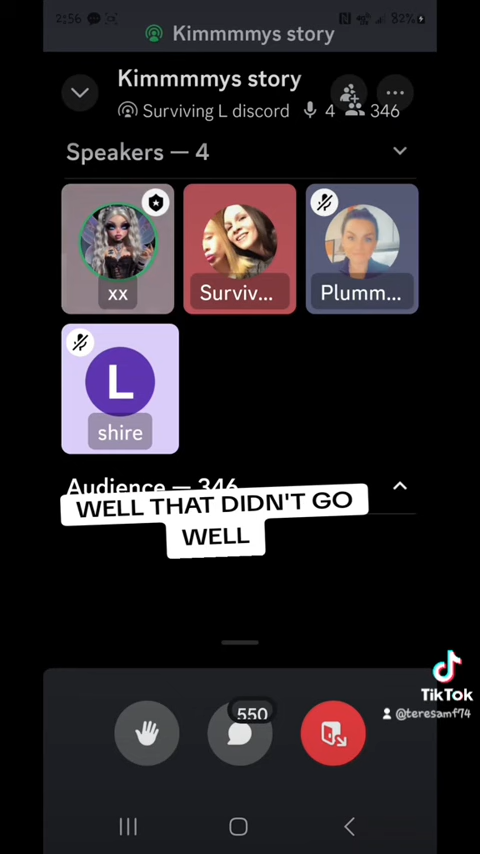 2:56
82%
Kimmmmys story
Kimmmmys story
Surviving L discord 4 346
Speakers — 4
xx
Surviv...
Plumm...
L
shire
Audience — 346
WELL THAT DIDN'T GO
WELL
550
TikTok
@teresamf74